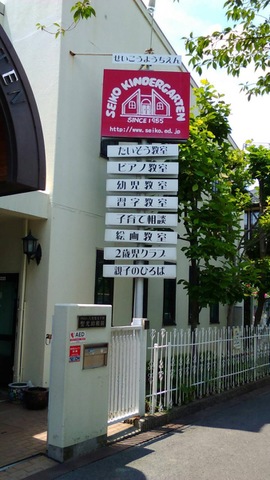 せいこうようちえん
SEIKO KINDERGARTEN
SINCE 1955
http://www.seiko.ed.jp
たいそう教室
ピアノ教室
幼児教室
習字教室
子育て相談
絵画教室
2歳児クラブ
親子のひろば
AED
TEN